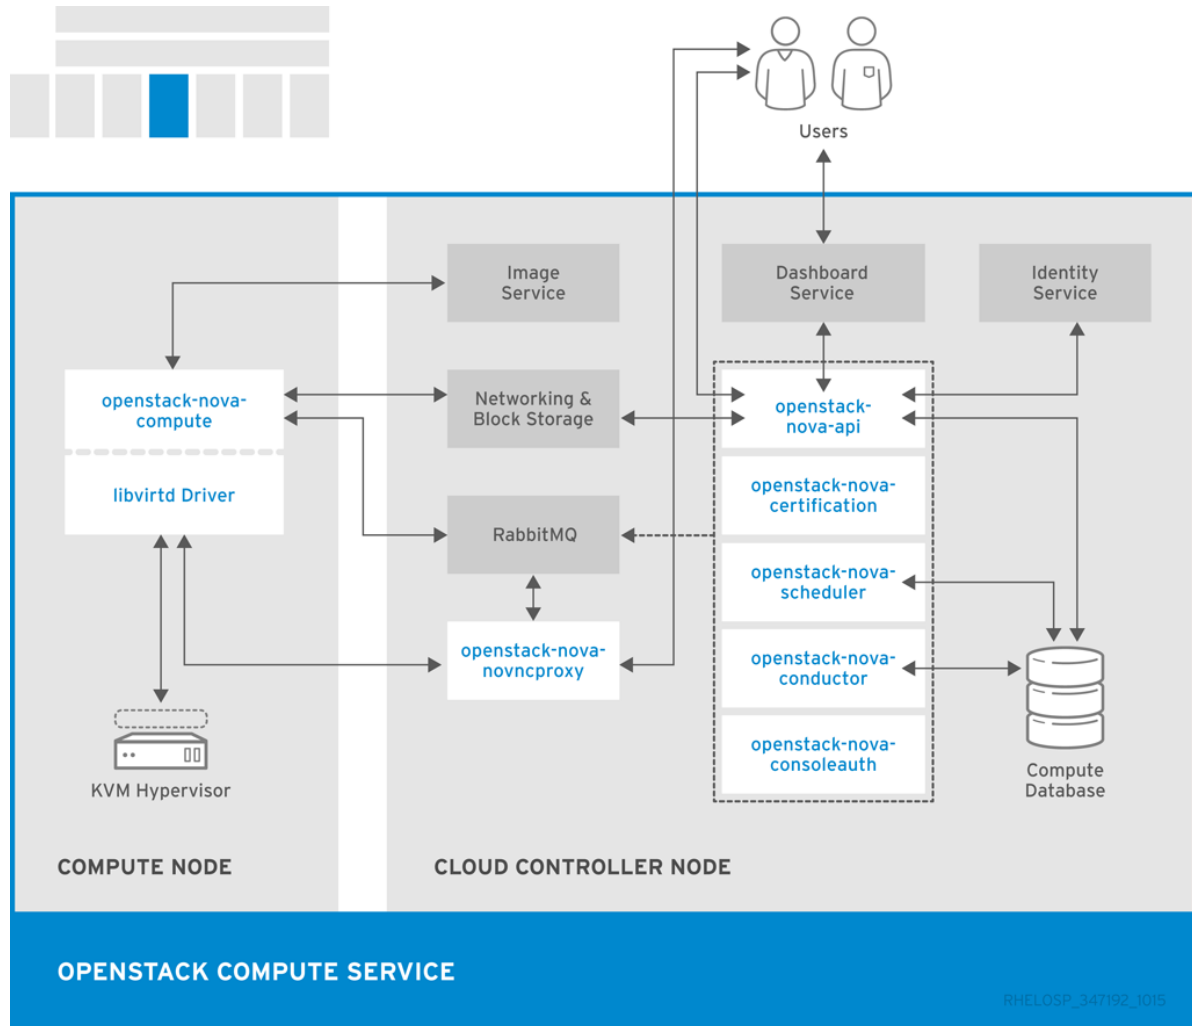 Users
Image
Service
Dashboard
Service
Identity
Service
openstack-nova-
compute
Networking &
Block Storage
openstack-
nova-api
libvirtd Driver
openstack-nova-
certification
RabbitMQ
openstack-nova-
scheduler
openstack-nova-
novncproxy
openstack-nova-
conductor
openstack-nova-
consoleauth
KVM Hypervisor
Compute
Database
COMPUTE NODE
CLOUD CONTROLLER NODE
OPENSTACK COMPUTE SERVICE
RHELOSP_347192_1015